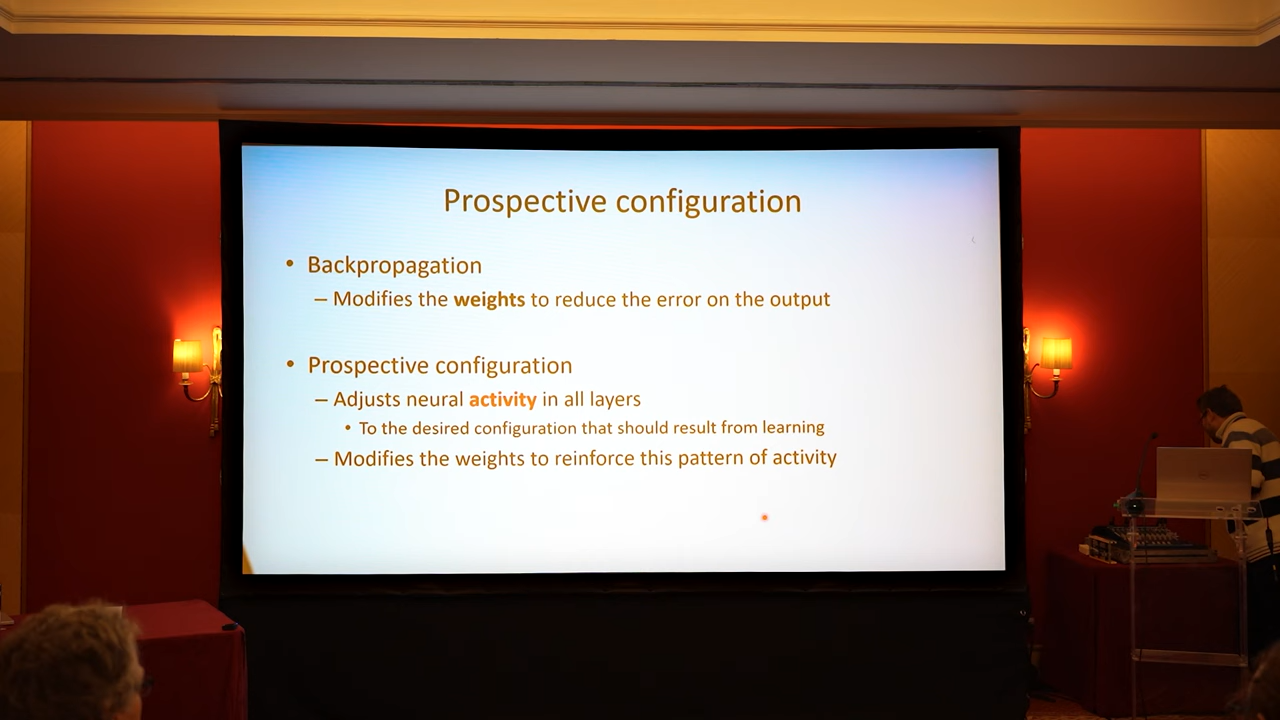 Prospective configuration
• Backpropagation
– Modifies the weights to reduce the error on the output
• Prospective configuration
– Adjusts neural activity in all layers
• To the desired configuration that should result from learning
– Modifies the weights to reinforce this pattern of activity